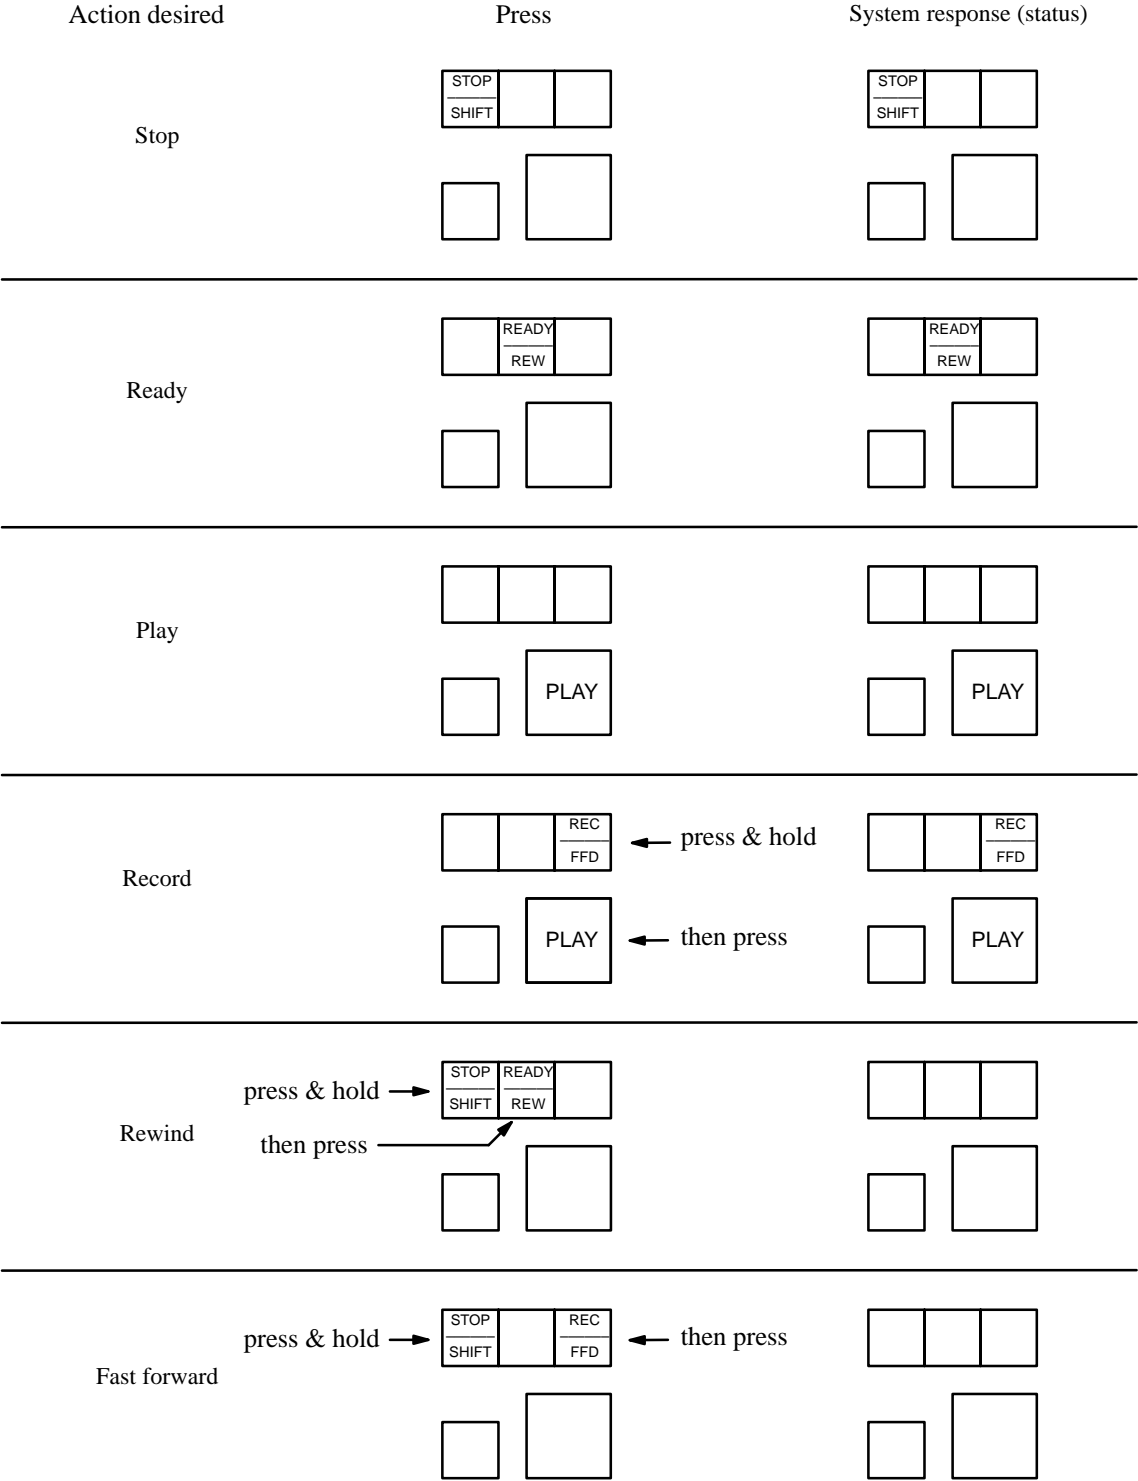 Action desired Press System response (status)
STOP STOP
SHIFT SHIFT
Stop
READY READY
REW REW
Ready
Play
PLAY PLAY
REC REC
press & hold
FFD FFD
Record
PLAY then press PLAY
STOP READY
press & hold
SHIFT REW
Rewind
then press
STOP REC
press & hold then press
SHIFT FFD
Fast forward